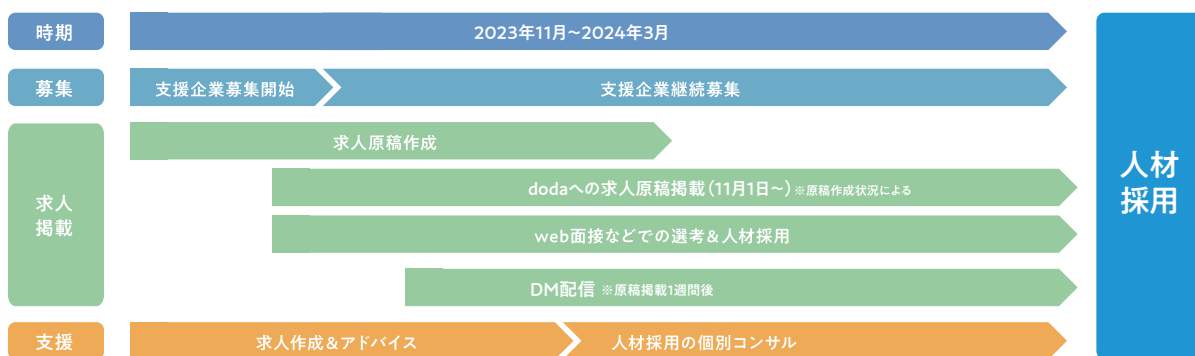 時期
2023年11月~2024年3月
募集
支援企業募集開始
支援企業継続募集
求人
掲載
求人原稿作成
dodaへの求人原稿掲載(11月1日~)※原稿作成状況による
web面接などでの選考&人材採用
DM配信 ※原稿掲載1週間後
支援
求人作成&アドバイス
人材採用の個別コンサル
人材
採用